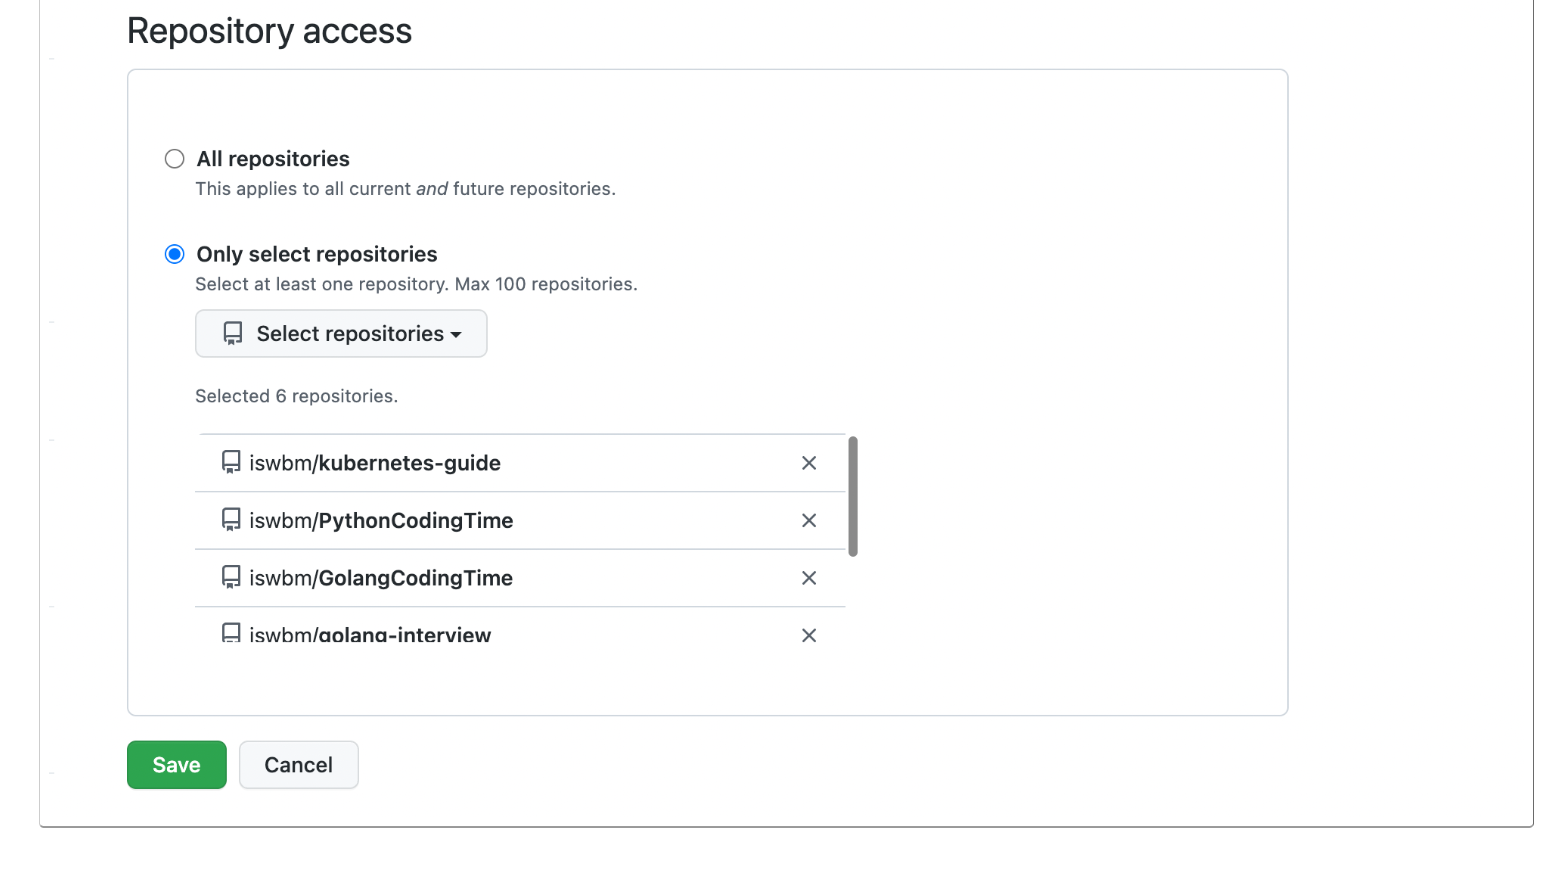 Repository access
All repositories
This applies to all current and future repositories.
Only select repositories
Select at least one repository. Max 100 repositories.
Select repositories
Selected 6 repositories.
iswbm/kubernetes-guide
iswbm/PythonCodingTime
iswbm/GolangCodingTime
iswbm/golang-interview
Save
Cancel